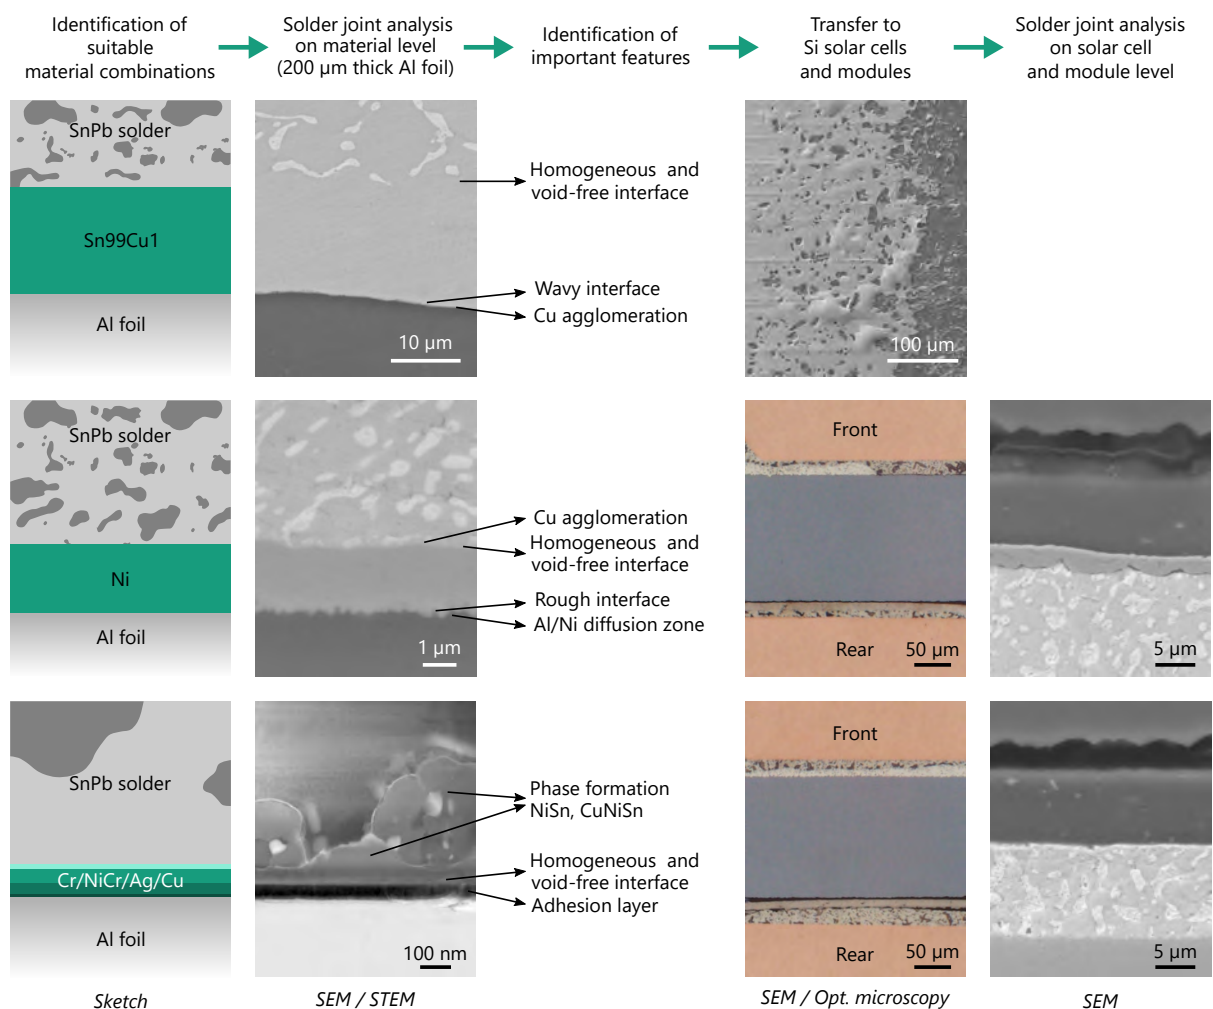 Identification of
suitable
material combinations
Solder joint analysis
on material level
(200 µm thick Al foil)
Identification of
important features
Transfer to
Si solar cells
and modules
Solder joint analysis
on solar cell
and module level
SnPb solder
Sn99Cu1
Al foil
10 µm
Homogeneous and
void-free interface
Wavy interface
Cu agglomeration
100 µm
SnPb solder
Ni
Al foil
1 µm
Cu agglomeration
Homogeneous and
void-free interface
Rough interface
Al/Ni diffusion zone
Front
Rear
50 µm
5 µm
SnPb solder
Cr/NiCr/Ag/Cu
Al foil
100 nm
Phase formation
NiSn, CuNiSn
Homogeneous and
void-free interface
Adhesion layer
Front
Rear
50 µm
5 µm
Sketch
SEM / STEM
SEM / Opt. microscopy
SEM